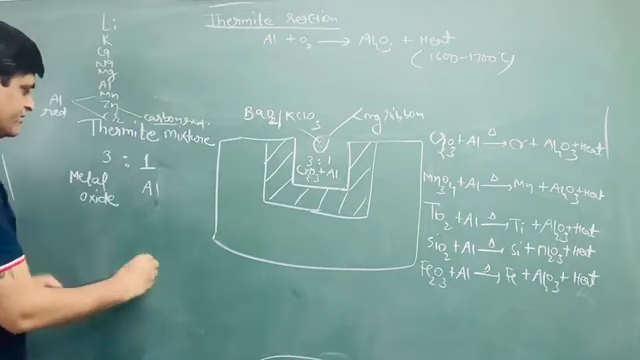 Thermite reaction
Al + O2 → Al2O3 + Heat
(1600-1700°C)
Li
K
Ca
Na
Mg
Al
Mn
Zn
Cr
Al
red
Carbon red.
Thermite mixture
3 : 1
Metal Al
oxide
BaO2/KClO3
mg ribbon
3 : 1
Cr2O3 + Al
Cr2O3 + Al Δ→ Cr + Al2O3 + Heat
Mn3O4 + Al Δ→ Mn + Al2O3 + Heat
TiO2 + Al Δ→ Ti + Al2O3 + Heat
SiO2 + Al Δ→ Si + Al2O3 + Heat
Fe2O3 + Al Δ→ Fe + Al2O3 + Heat